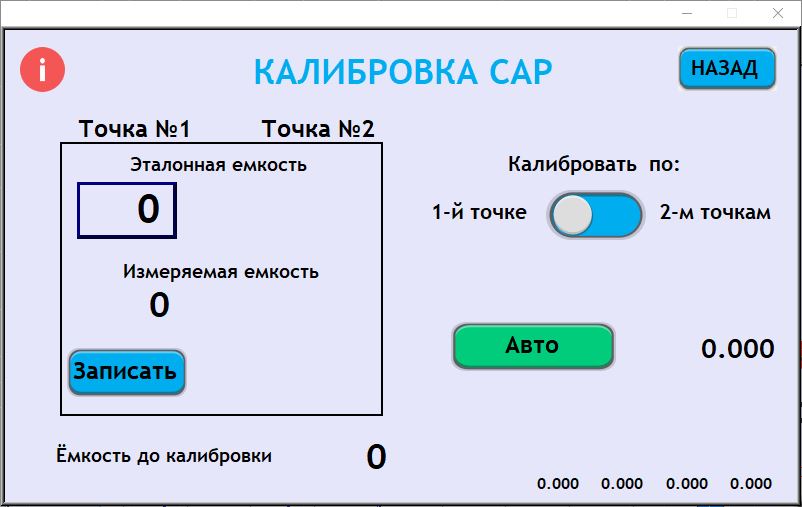 i
КАЛИБРОВКА CAP
НАЗАД
Точка №1 Точка №2
Эталонная емкость
0
Измеряемая емкость
0
Записать
Ёмкость до калибровки 0
Калибровать по:
1-й точке 2-м точкам
Авто 0.000
0.000 0.000 0.000 0.000